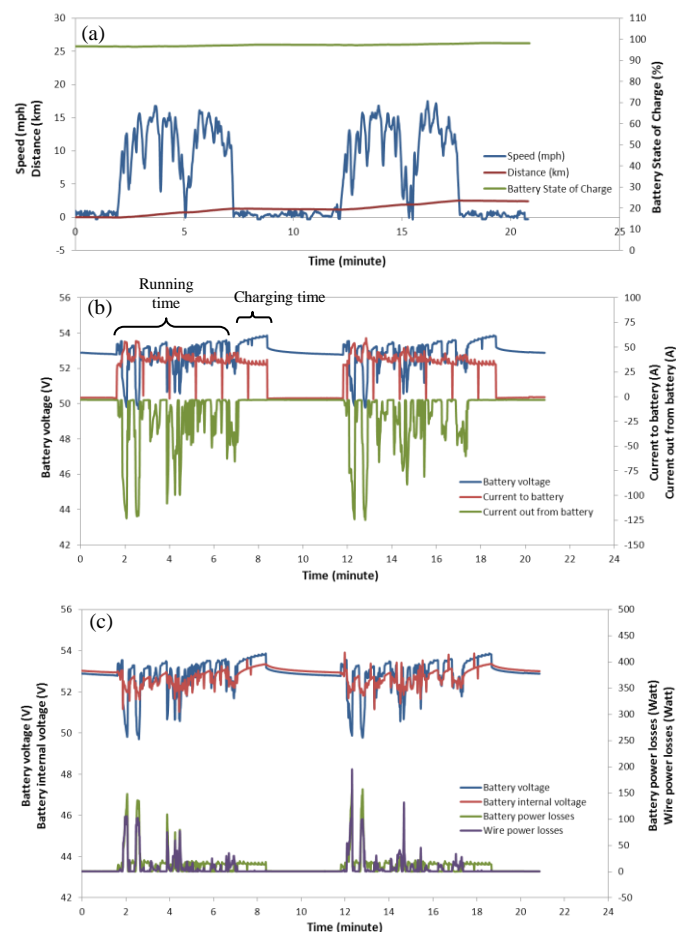 (a)
30
25
20
15
10
5
0
-5
Speed (mph)
Distance (km)
100
90
80
70
60
50
40
30
20
10
0
Battery State of Charge (%)
Speed (mph)
Distance (km)
Battery State of Charge
0 5 10 15 20 25
Time (minute)
(b)
Running
time
Charging time
56
54
52
50
48
46
44
42
Battery voltage (V)
100
75
50
25
0
-25
-50
-75
-100
-125
-150
Current to battery (A)
Current out from battery (A)
Battery voltage
Current to battery
Current out from battery
0 2 4 6 8 10 12 14 16 18 20 22 24
Time (minute)
(c)
56
54
52
50
48
46
44
42
Battery voltage (V)
Battery internal voltage (V)
500
450
400
350
300
250
200
150
100
50
0
-50
Battery power losses (Watt)
Wire power losses (Watt)
Battery voltage
Battery internal voltage
Battery power losses
Wire power losses
0 2 4 6 8 10 12 14 16 18 20 22 24
Time (minute)